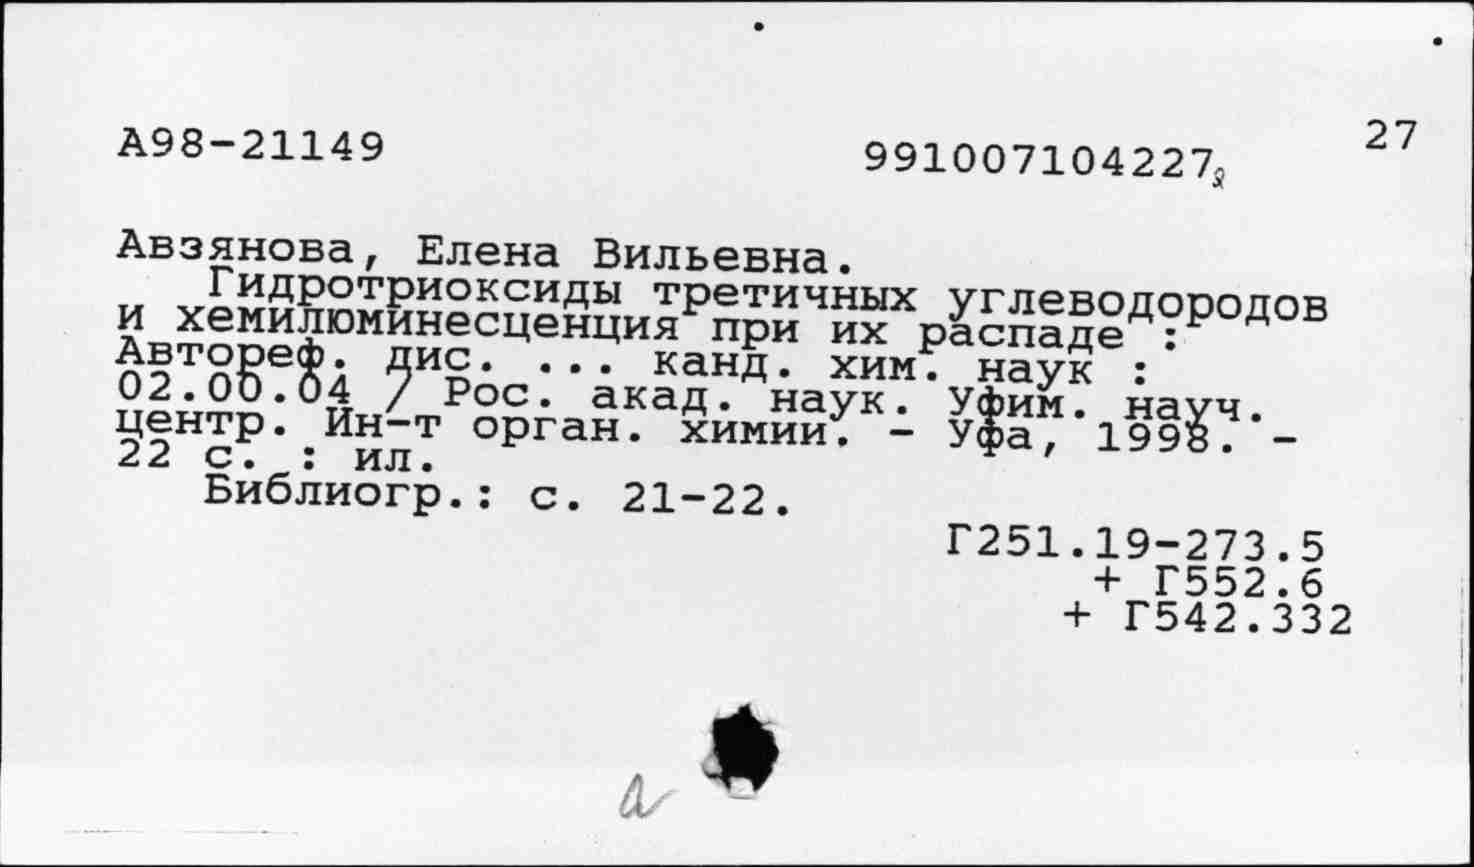 А98-21149
991007104227
27
Авзянова, Елена Вильевна.
Гидротриоксиды третичных углеводородов
и хемилюминесценция при их распаде :
Автореф. дис. ... канд. хим. наук :
02.00.04 / Рос. акад. наук. Уфим. науч.
центр. Ин-т орган. химии. - Уфа, 1998. -
22 с. : ил.
Библиогр.: с. 21-22.
Г251.19-273.5
+ Г552.6
+ Г542.332
а